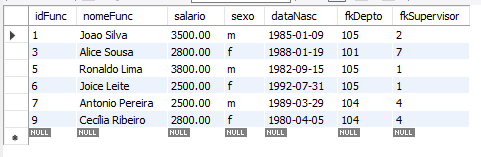 idFunc nomeFunc salario sexo dataNasc fkDepto fkSupervisor
1 Joao Silva 3500.00 m 1985-01-09 105 2
3 Alice Sousa 2800.00 f 1988-01-19 101 7
5 Ronaldo Lima 3800.00 m 1982-09-15 105 1
6 Joice Leite 2500.00 f 1992-07-31 105 1
7 Antonio Pereira 2500.00 m 1989-03-29 104 4
9 Cecília Ribeiro 2800.00 f 1980-04-05 104 4
NULL NULL NULL NULL NULL NULL NULL